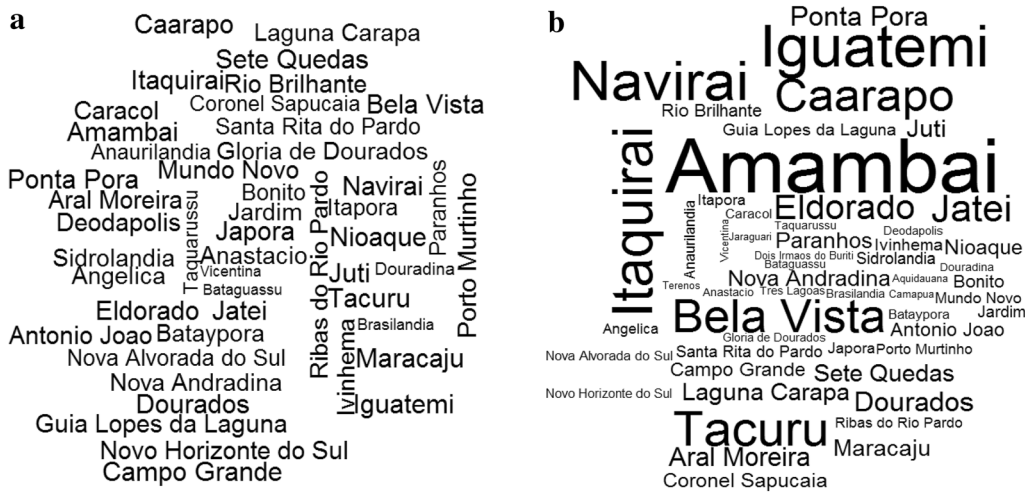 a
Caarapo
Laguna Carapa
Sete Quedas
Itaquirai
Rio Brilhante
Caracol
Coronel Sapucaia
Bela Vista
Amambai
Santa Rita do Pardo
Anaurilandia
Gloria de Dourados
Mundo Novo
Ponta Pora
Bonito
Navirai
Aral Moreira
Jardim
Itapora
Deodapolis
Taquarussu
Japora
Ribas do Rio Pardo
Nioaque
Paranhos
Porto Murtinho
Sidrolandia
Anastacio
Angelica
Vicentina
Juti
Douradina
Bataguassu
Tacuru
Eldorado
Jatei
Antonio Joao
Bataypora
Ivinhema
Brasilandia
Nova Alvorada do Sul
Maracaju
Nova Andradina
Dourados
Iguatemi
Guia Lopes da Laguna
Novo Horizonte do Sul
Campo Grande
b
Ponta Pora
Iguatemi
Navirai
Caarapo
Rio Brilhante
Guia Lopes da Laguna
Juti
Itaquirai
Amambai
Itapora
Anaurilandia
Caracol
Eldorado
Jatei
Vicentina
Taquarussu
Deodapolis
Jaraguari
Paranhos
Ivinhema
Nioaque
Dois Irmaos do Buriti
Sidrolandia
Bataguassu
Douradina
Terenos
Nova Andradina
Aquidauana
Bonito
Anastacio
Tres Lagoas
Brasilandia
Camapua
Mundo Novo
Angelica
Bela Vista
Bataypora
Jardim
Antonio Joao
Gloria de Dourados
Nova Alvorada do Sul
Santa Rita do Pardo
Japora
Porto Murtinho
Campo Grande
Sete Quedas
Novo Horizonte do Sul
Laguna Carapa
Dourados
Tacuru
Ribas do Rio Pardo
Maracaju
Aral Moreira
Coronel Sapucaia